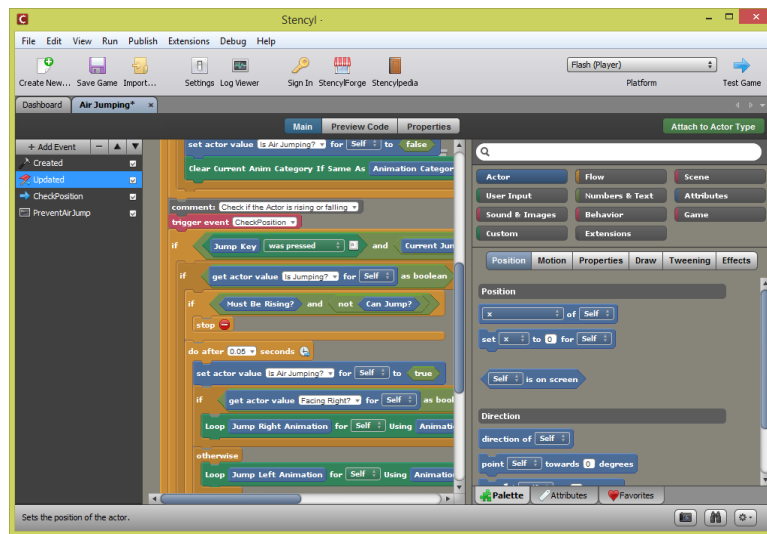 Stencyl -
File Edit View Run Publish Extensions Debug Help
Create New... Save Game Import... Settings Log Viewer Sign In StencylForge Stencylpedia
Flash (Player)
Platform
Test Game
Dashboard Air Jumping*
Main Preview Code Properties
Attach to Actor Type
+ Add Event
Created
Updated
CheckPosition
PreventAirJump
set actor value Is Air Jumping? for Self to false
Clear Current Anim Category If Same As Animation Categor
comment: Check if the Actor is rising or falling
trigger event CheckPosition
if Jump Key was pressed and Current Jum
if get actor value Is Jumping? for Self as boolean
if Must Be Rising? and not Can Jump?
stop
do after 0.05 seconds
set actor value Is Air Jumping? for Self to true
if get actor value Facing Right? for Self as bool
Loop Jump Right Animation for Self Using Animati
otherwise
Loop Jump Left Animation for Self Using Animatio
Actor Flow Scene
User Input Numbers & Text Attributes
Sound & Images Behavior Game
Custom Extensions
Position Motion Properties Draw Tweening Effects
Position
x of Self
set x to 0 for Self
Self is on screen
Direction
direction of Self
point Self towards 0 degrees
Palette Attributes Favorites
Sets the position of the actor.